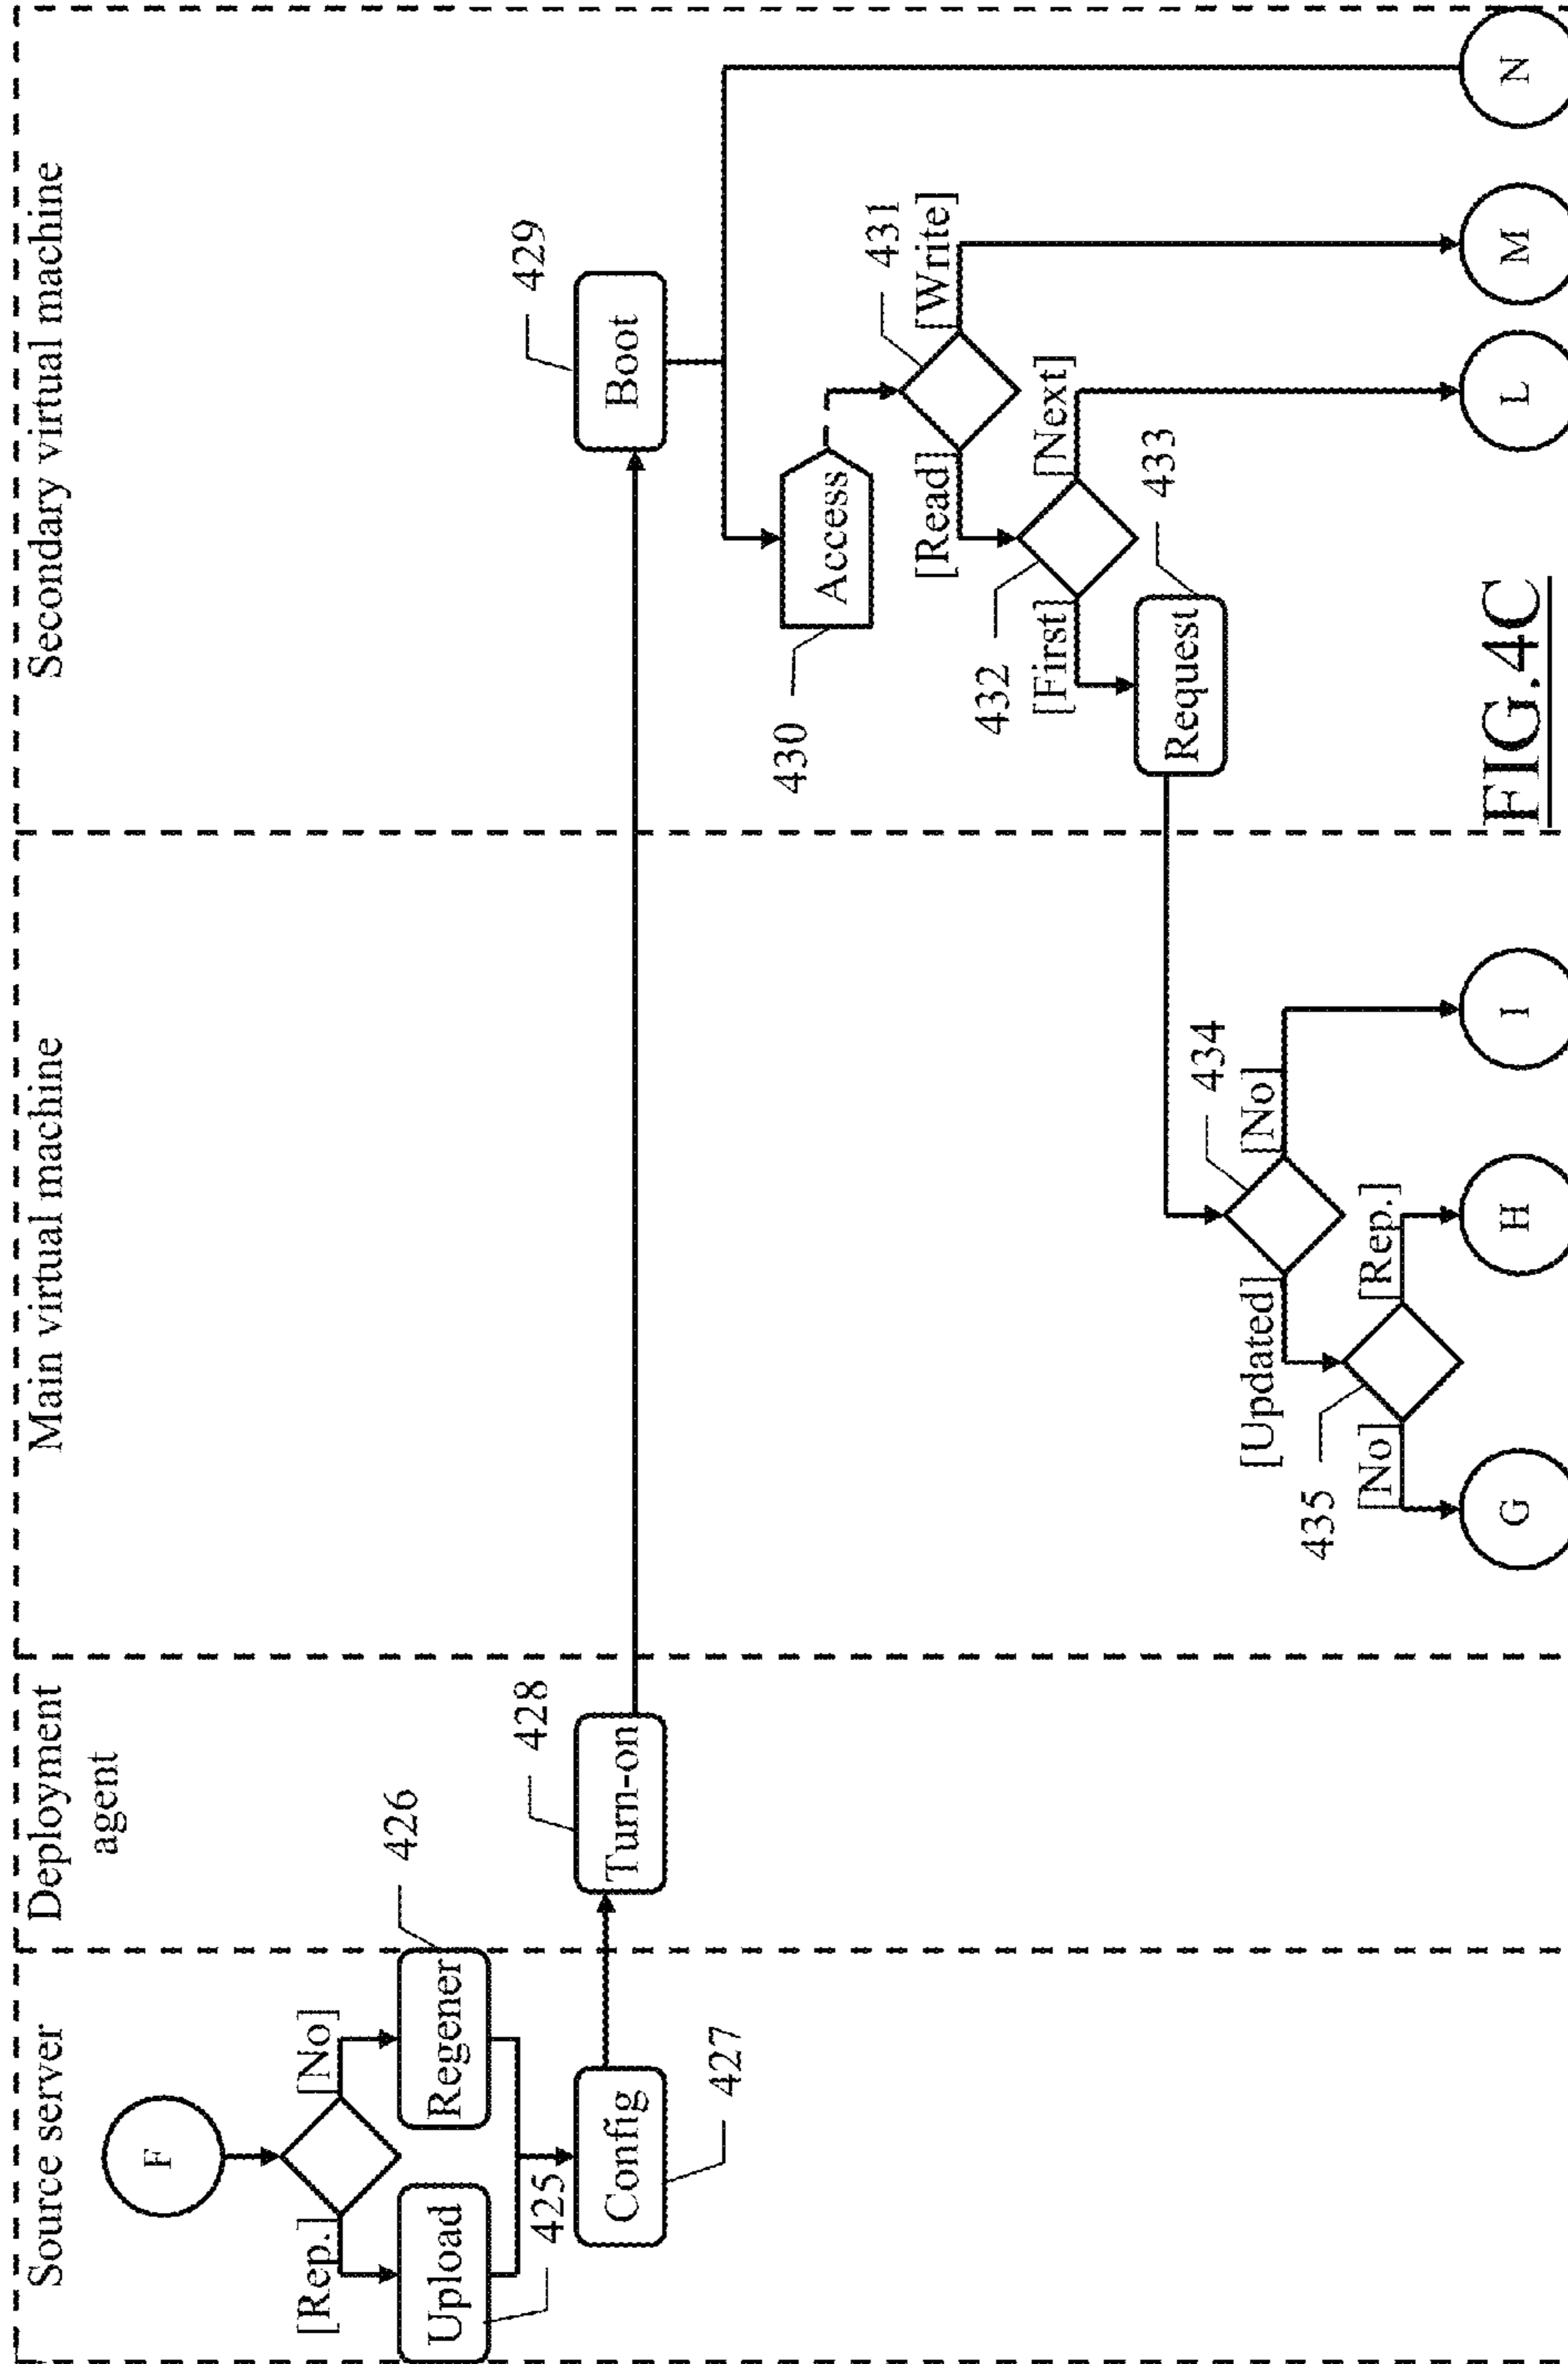 Source server
Deployment
agent
Main virtual machine
Secondary virtual machine
F
[Rep.]
[No]
Upload
425
Regener
426
Config
427
Turn-on
428
Boot
429
Access
430
431
[Read]
[Write]
432
[First]
[Next]
Request
433
434
[Updated]
[No]
435
[No]
[Rep.]
G
H
I
L
M
N
FIG.4C